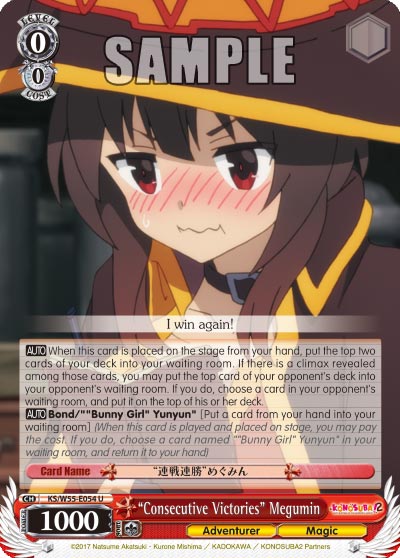 LEVEL
0
0
COST
SAMPLE
I win again!
AUTO When this card is placed on the stage from your hand, put the top two
cards of your deck into your waiting room. If there is a climax revealed
among those cards, you may put the top card of your opponent's deck into
your opponent's waiting room. If you do, choose a card in your opponent's
waiting room, and put it on the top of his or her deck.
AUTO Bond/""Bunny Girl" Yunyun" [Put a card from your hand into your
waiting room] (When this card is played and placed on stage, you may pay
the cost. If you do, choose a card named ""Bunny Girl" Yunyun" in your
waiting room, and return it to your hand)
Card Name "連戦連勝"めぐみん
CH KS/W55-E054 U
POWER 1000 SOUL "Consecutive Victories" Megumin KONOSUBA 2
Adventurer Magic
©2017 Natsume Akatsuki・Kurone Mishima / KADOKAWA / KONOSUBA2 Partners